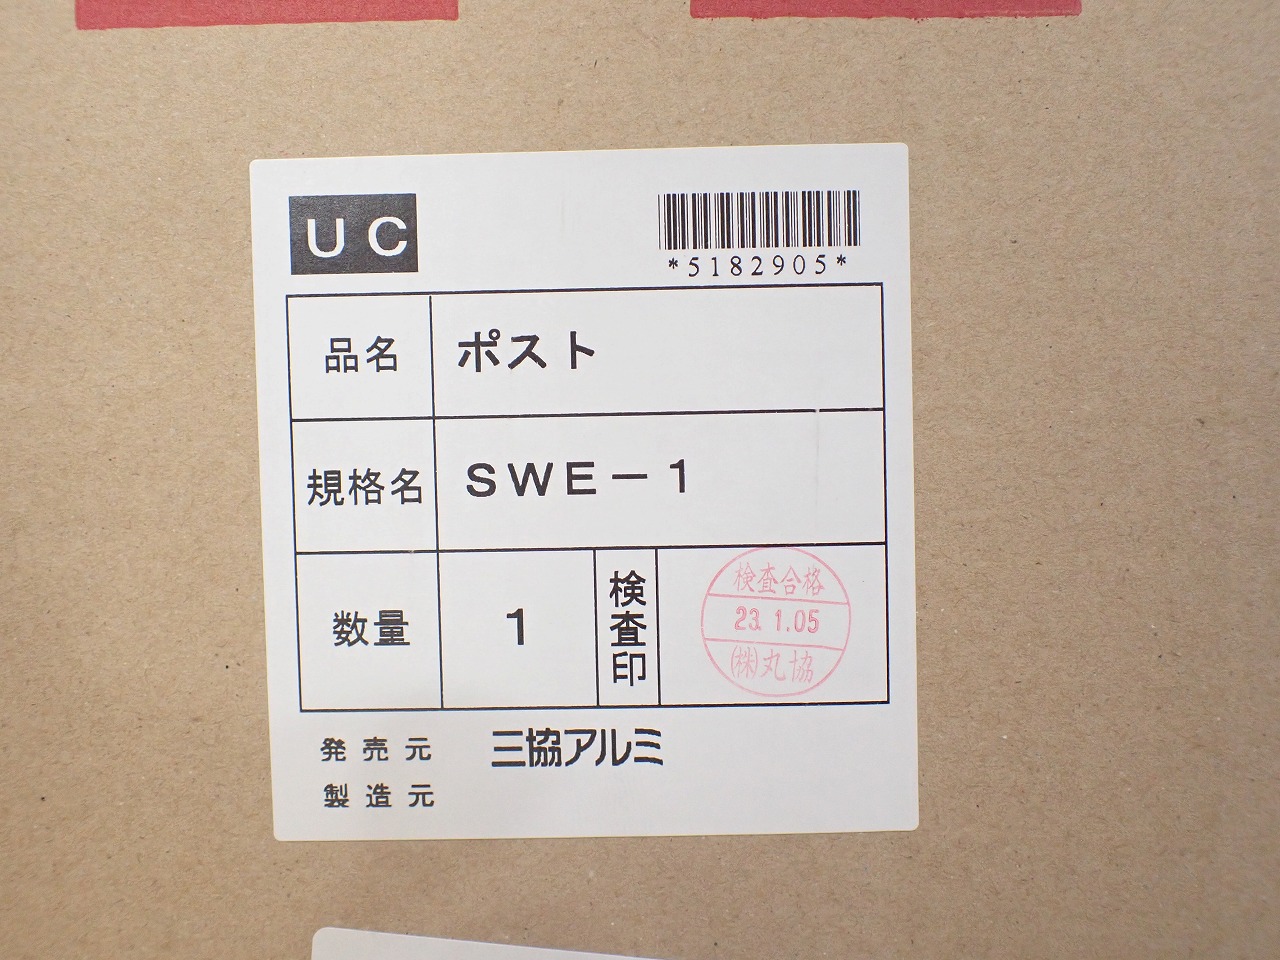 UC
*5182905*
品名 ポスト
規格名 SWE-1
数量 1 検査印
検査合格
23.1.05
(株)丸協
発売元 三協アルミ
製造元